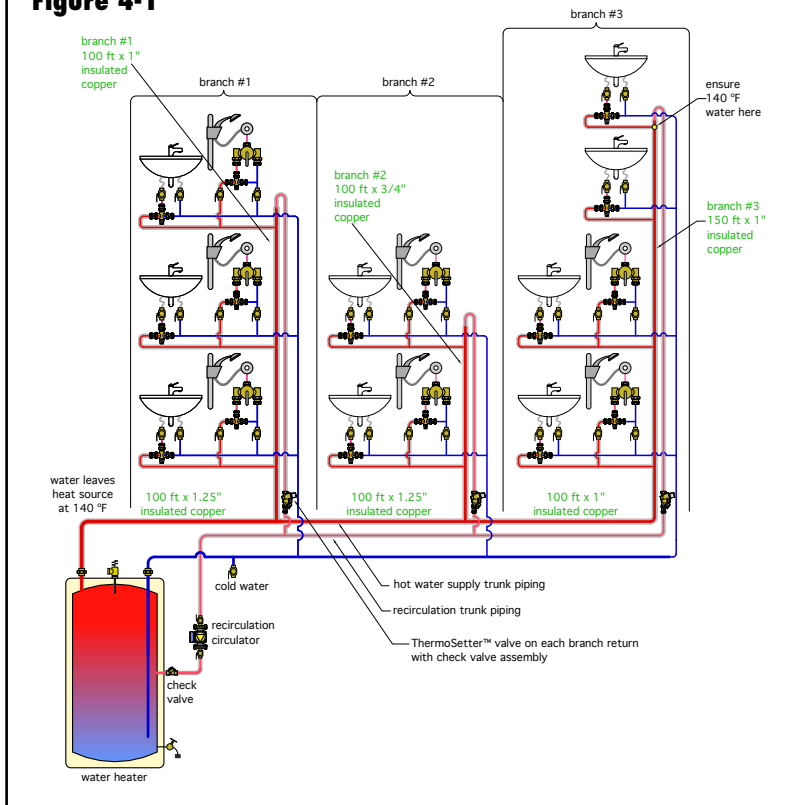 Figure 4-1
branch #3
branch #1
100 ft x 1"
insulated
copper
branch #1
branch #2
ensure
140 °F
water here
branch #2
100 ft x 3/4"
insulated
copper
branch #3
150 ft x 1"
insulated
copper
water leaves
heat source
at 140 °F
100 ft x 1.25"
insulated copper
100 ft x 1.25"
insulated copper
100 ft x 1"
insulated copper
cold water
hot water supply trunk piping
recirculation trunk piping
recirculation
circulator
ThermoSetter™ valve on each branch return
with check valve assembly
check
valve
water heater